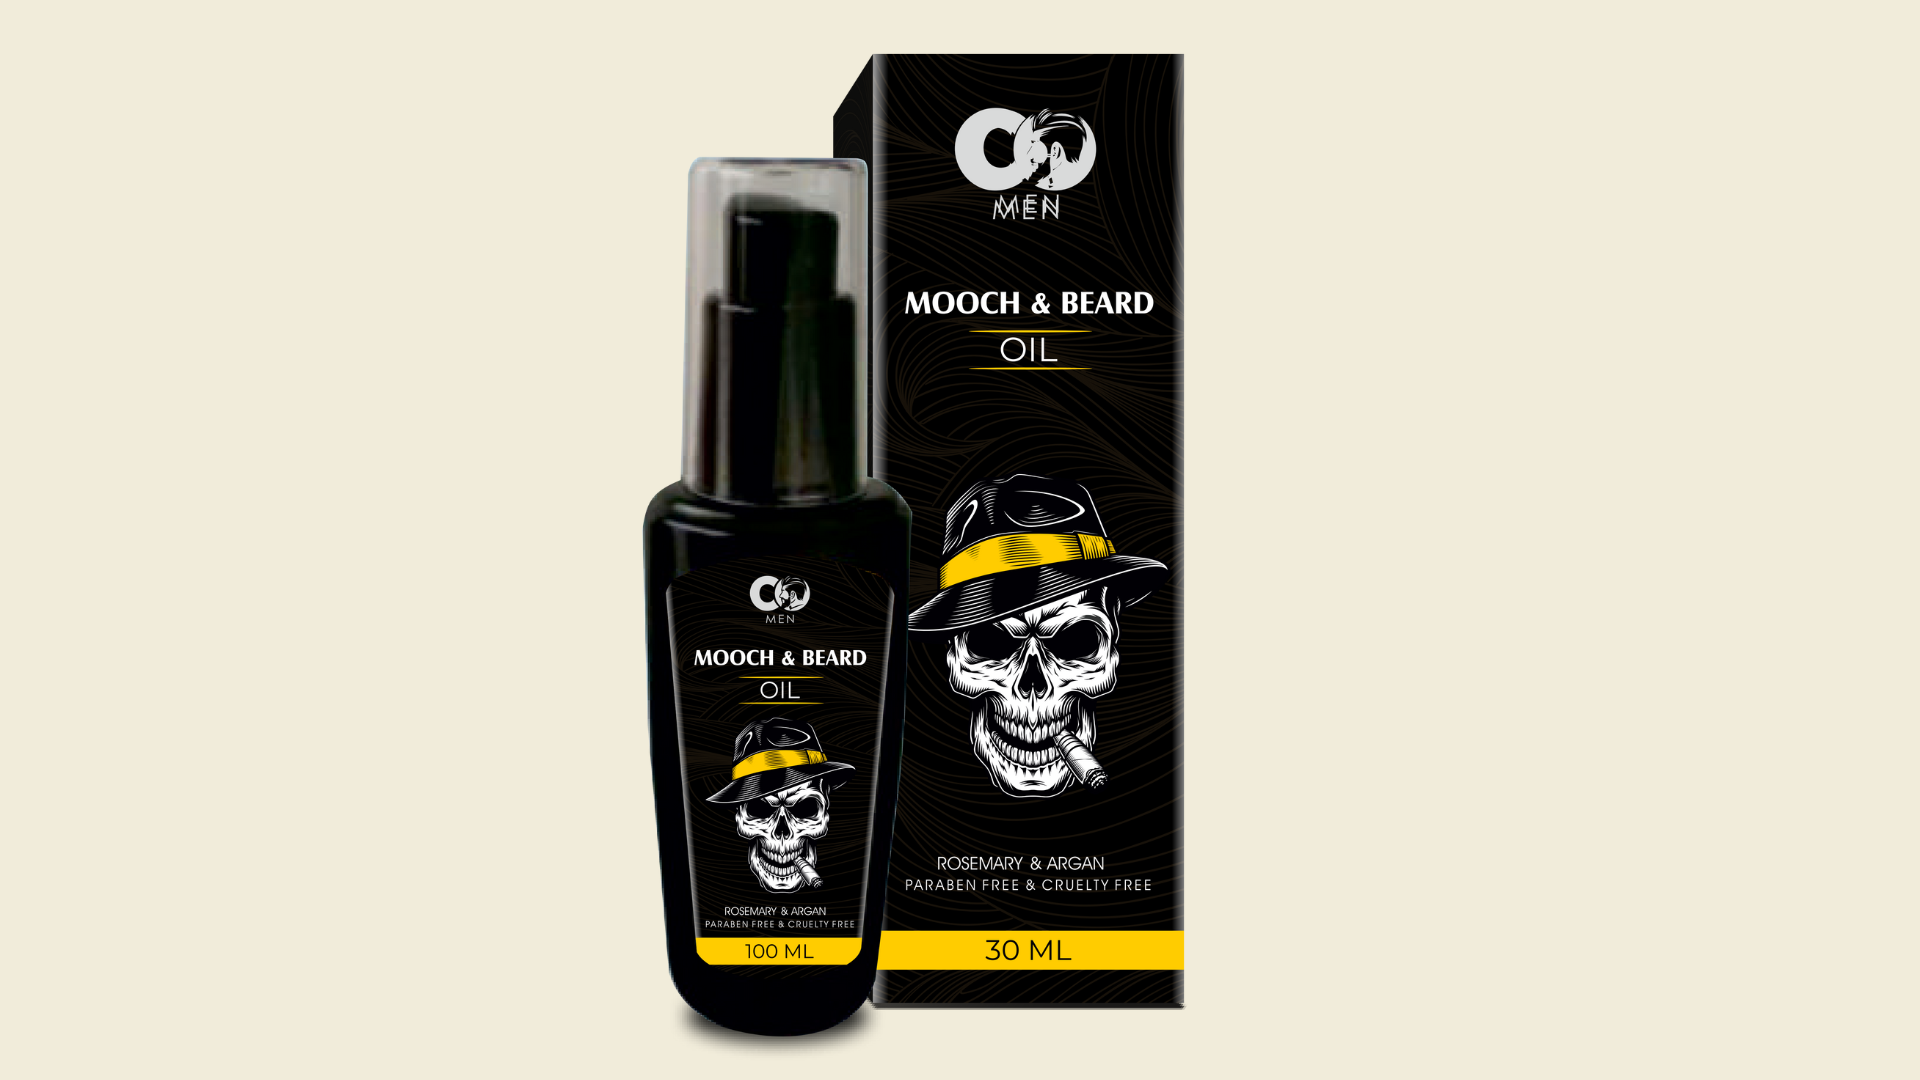 MEN
MOOCH & BEARD
OIL
ROSEMARY & ARGAN
PARABEN FREE & CRUELTY FREE
100 ML
MEN
MOOCH & BEARD
OIL
ROSEMARY & ARGAN
PARABEN FREE & CRUELTY FREE
30 ML